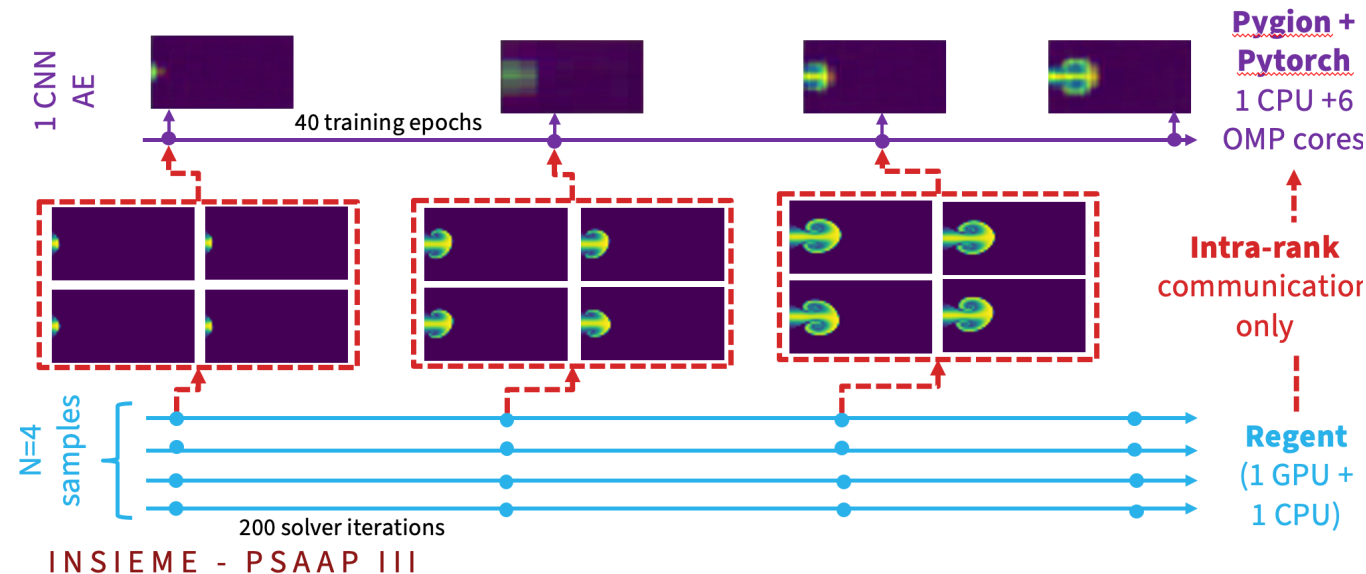 1 CNN
AE
40 training epochs
Pygion +
Pytorch
1 CPU +6
OMP cores
Intra-rank
communication
only
N=4
samples
200 solver iterations
Regent
(1 GPU +
1 CPU)
INSIEME - PSAAP III